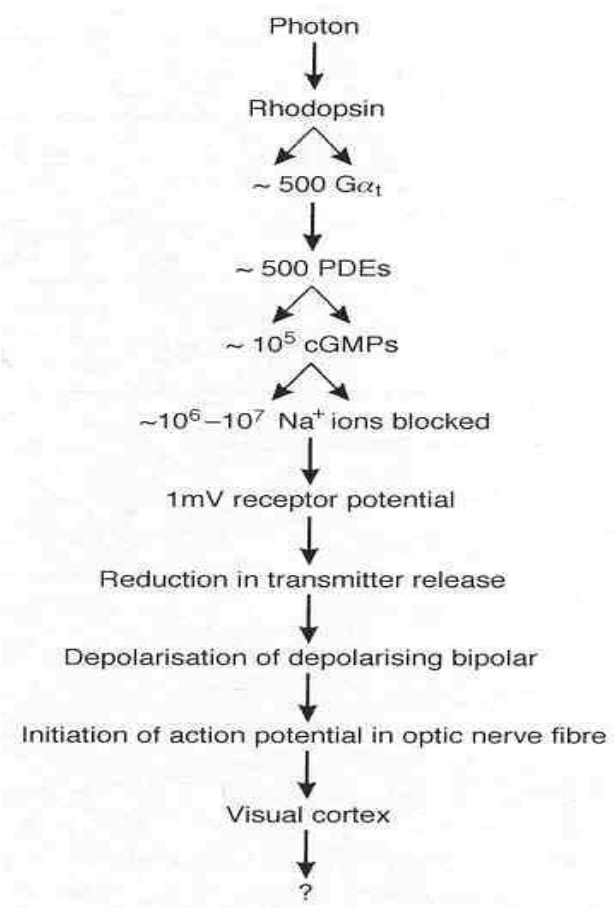 Photon
Rhodopsin
~ 500 Gαt
~ 500 PDEs
~ 10⁵ cGMPs
~10⁶–10⁷ Na⁺ ions blocked
1mV receptor potential
Reduction in transmitter release
Depolarisation of depolarising bipolar
Initiation of action potential in optic nerve fibre
Visual cortex
?